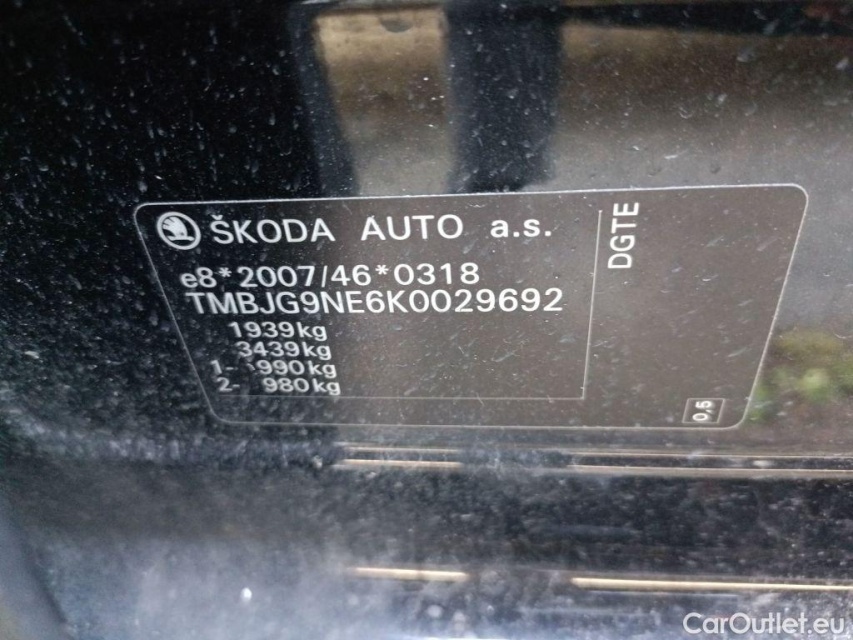 ŠKODA AUTO a.s.
e8*2007/46*0318
TMBJG9NE6K0029692
1939kg
3439kg
1- 990kg
2- 980kg
DGTE
0,5
CarOutlet.eu